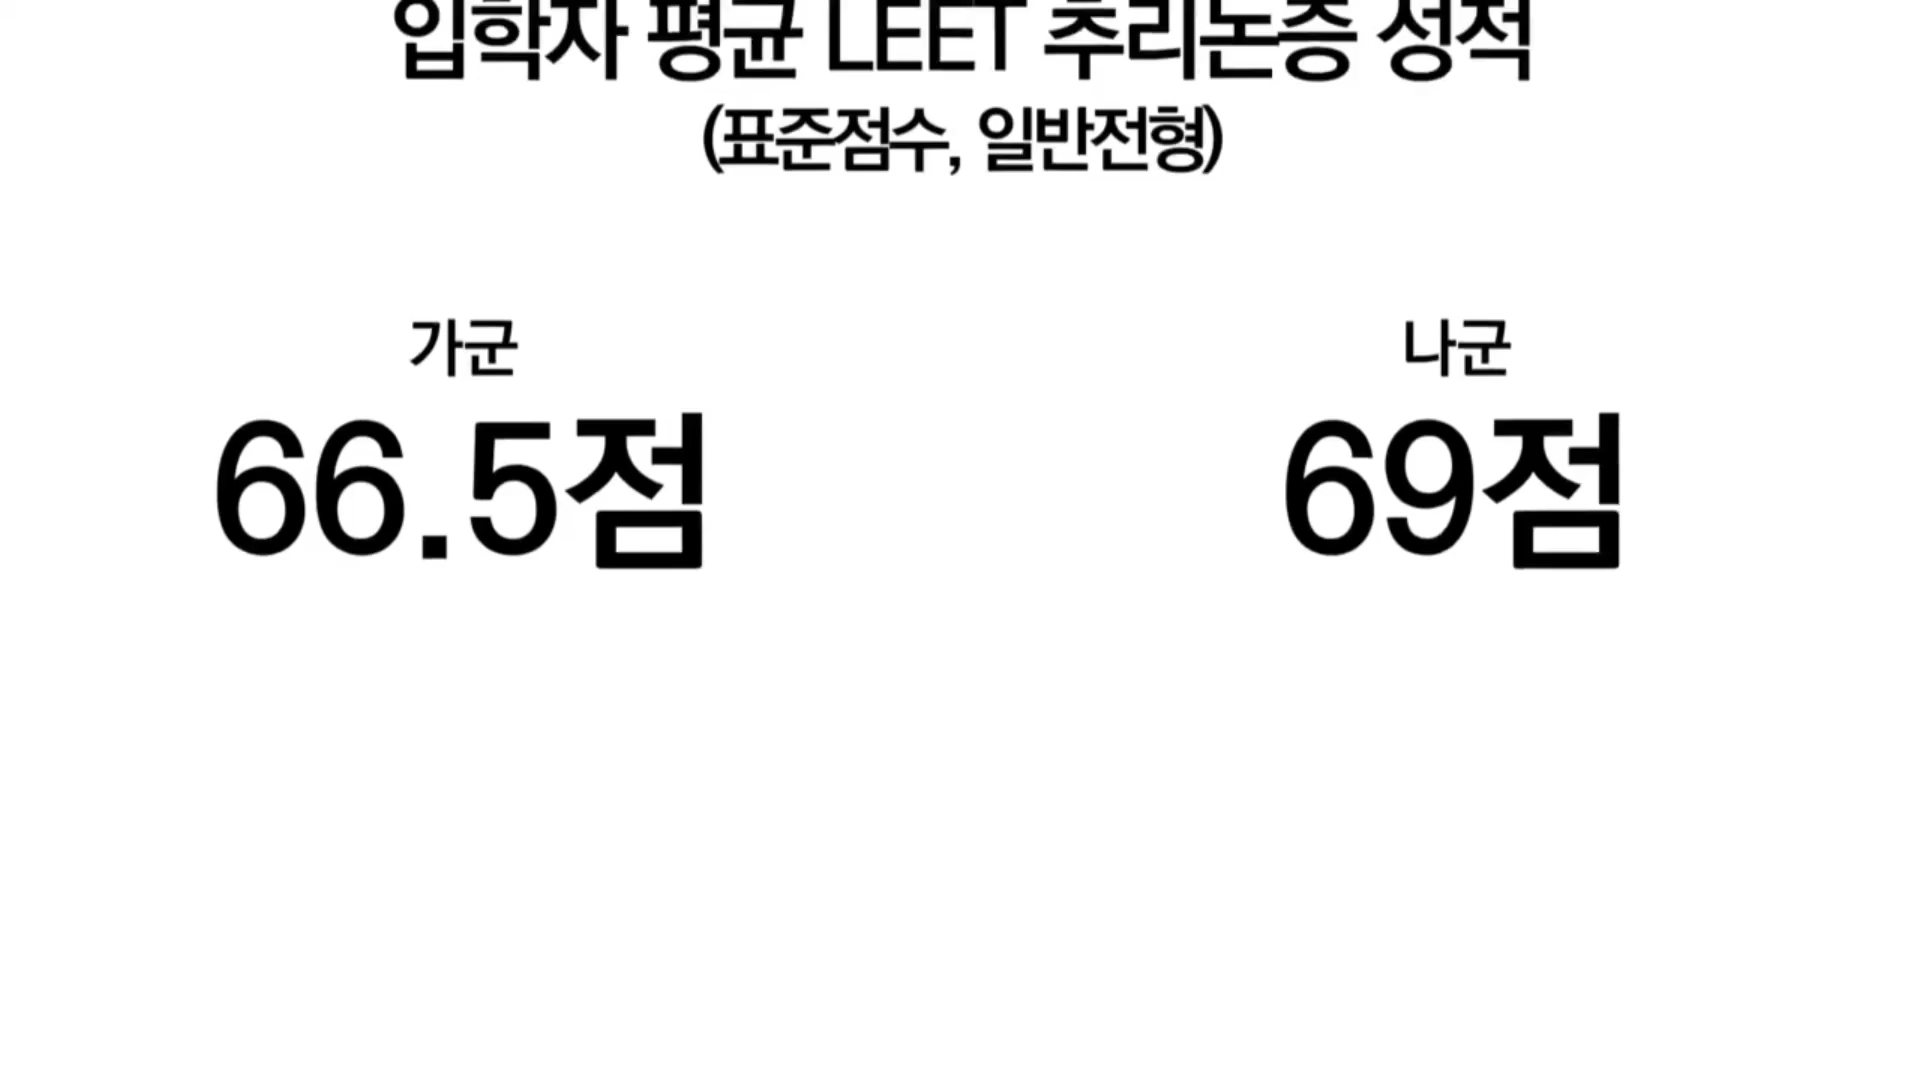 입학자 평균 LEET 추리논증 성적
(표준점수, 일반전형)
가군
나군
66.5점
69점